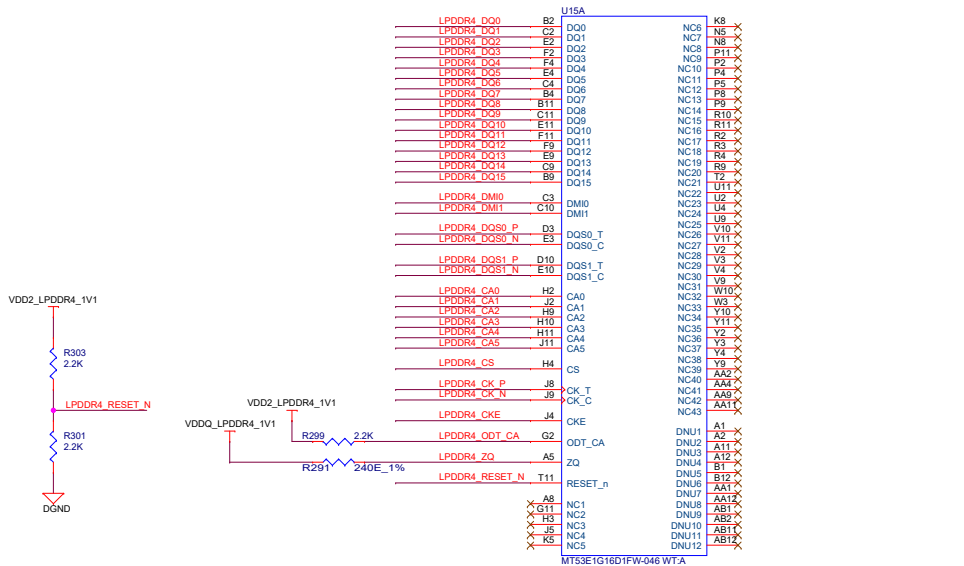 U15A
LPDDR4_DQ0 B2 DQ0
LPDDR4_DQ1 C2 DQ1
LPDDR4_DQ2 E2 DQ2
LPDDR4_DQ3 F2 DQ3
LPDDR4_DQ4 F4 DQ4
LPDDR4_DQ5 E4 DQ5
LPDDR4_DQ6 C4 DQ6
LPDDR4_DQ7 B4 DQ7
LPDDR4_DQ8 B11 DQ8
LPDDR4_DQ9 C11 DQ9
LPDDR4_DQ10 E11 DQ10
LPDDR4_DQ11 F11 DQ11
LPDDR4_DQ12 F9 DQ12
LPDDR4_DQ13 E9 DQ13
LPDDR4_DQ14 C9 DQ14
LPDDR4_DQ15 B9 DQ15
LPDDR4_DMI0 C3 DMI0
LPDDR4_DMI1 C10 DMI1
LPDDR4_DQS0_P D3 DQS0_T
LPDDR4_DQS0_N E3 DQS0_C
LPDDR4_DQS1_P D10 DQS1_T
LPDDR4_DQS1_N E10 DQS1_C
LPDDR4_CA0 H2 CA0
LPDDR4_CA1 J2 CA1
LPDDR4_CA2 H9 CA2
LPDDR4_CA3 H10 CA3
LPDDR4_CA4 H11 CA4
LPDDR4_CA5 J11 CA5
LPDDR4_CS H4 CS
LPDDR4_CK_P J8 CK_T
LPDDR4_CK_N J9 CK_C
LPDDR4_CKE J4 CKE
VDD2_LPDDR4_1V1
R299 2.2K LPDDR4_ODT_CA G2 ODT_CA
VDDQ_LPDDR4_1V1
R291 240E_1% LPDDR4_ZQ A5 ZQ
LPDDR4_RESET_N T11 RESET_n
A8 NC1
G11 NC2
H3 NC3
J5 NC4
K5 NC5
NC6 K8
NC7 N5
NC8 N8
NC9 P11
NC10 P2
NC11 P4
NC12 P5
NC13 P8
NC14 P9
NC15 R10
NC16 R11
NC17 R2
NC18 R3
NC19 R4
NC20 R9
NC21 T2
NC22 U11
NC23 U2
NC24 U4
NC25 U9
NC26 V10
NC27 V11
NC28 V2
NC29 V3
NC30 V4
NC31 V9
NC32 W10
NC33 W3
NC34 Y10
NC35 Y11
NC36 Y2
NC37 Y3
NC38 Y4
NC39 Y9
NC40 AA2
NC41 AA4
NC42 AA9
NC43 AA11
DNU1 A1
DNU2 A2
DNU3 A11
DNU4 A12
DNU5 B1
DNU6 B12
DNU7 AA1
DNU8 AA12
DNU9 AB1
DNU10 AB2
DNU11 AB11
DNU12 AB12
MT53E1G16D1FW-046 WT:A
VDD2_LPDDR4_1V1
R303
2.2K
LPDDR4_RESET_N
R301
2.2K
DGND